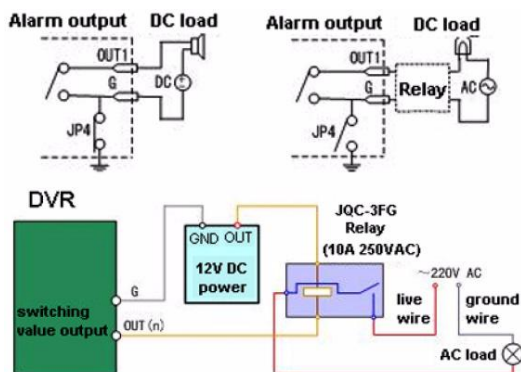 Alarm output
DC load
OUT1
G
DC
JP4
Alarm output
DC load
OUT1
G
Relay
AC
JP4
DVR
switching
value output
G
OUT(n)
GND OUT
12V DC
power
JQC-3FG
Relay
(10A 250VAC)
~220V AC
live
wire
ground
wire
AC load